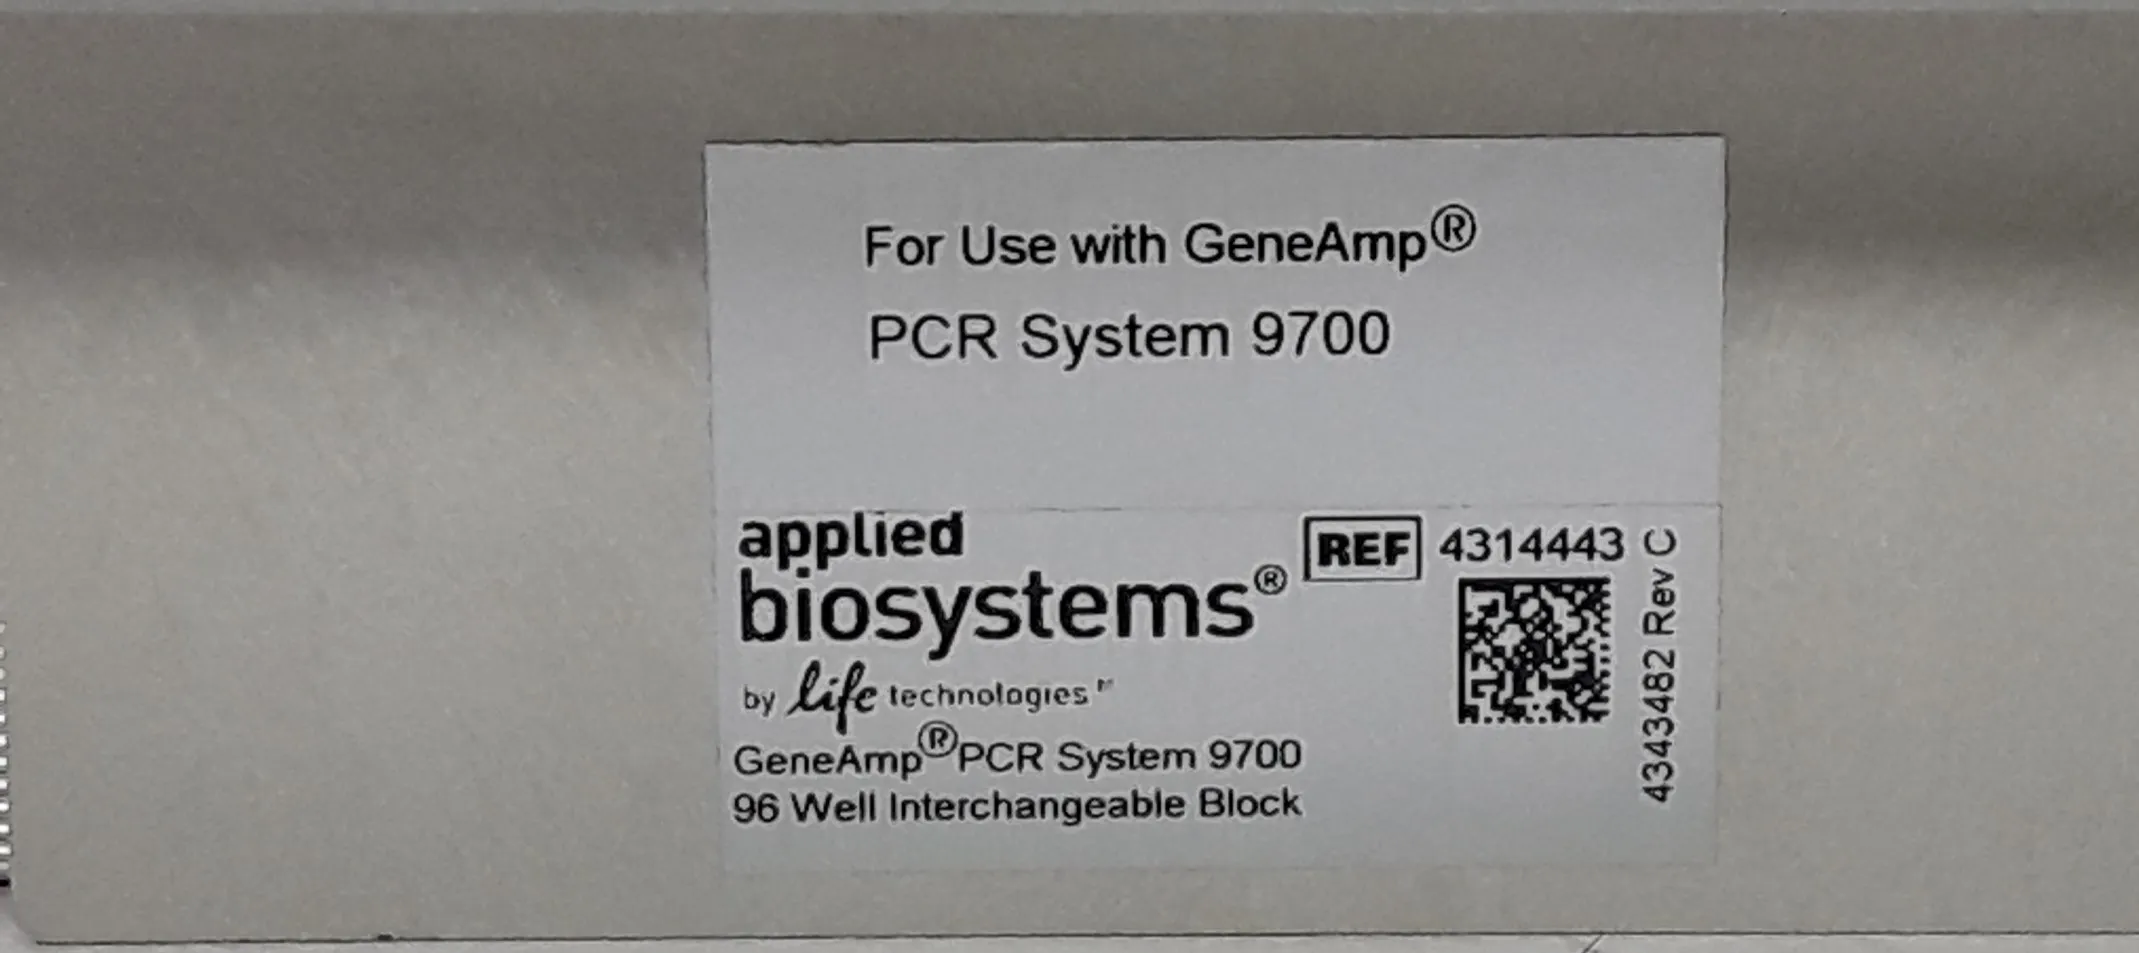 For Use with GeneAmp®
PCR System 9700
applied
biosystems®
REF 4314443
by life technologies™
GeneAmp®PCR System 9700
96 Well Interchangeable Block
4343482 Rev C